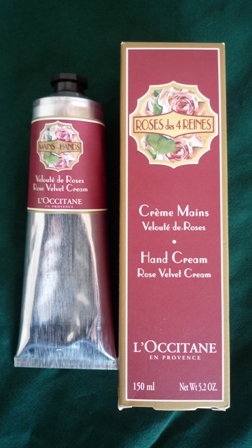 MAINS HANDS
Velouté de Roses
Rose Velvet Cream
L'OCCITANE
EN PROVENCE
ROSES des 4 REINES
Crème Mains
Velouté de Roses
•
Hand Cream
Rose Velvet Cream
L'OCCITANE
EN PROVENCE
150 ml Net Wt 5.2 OZ.